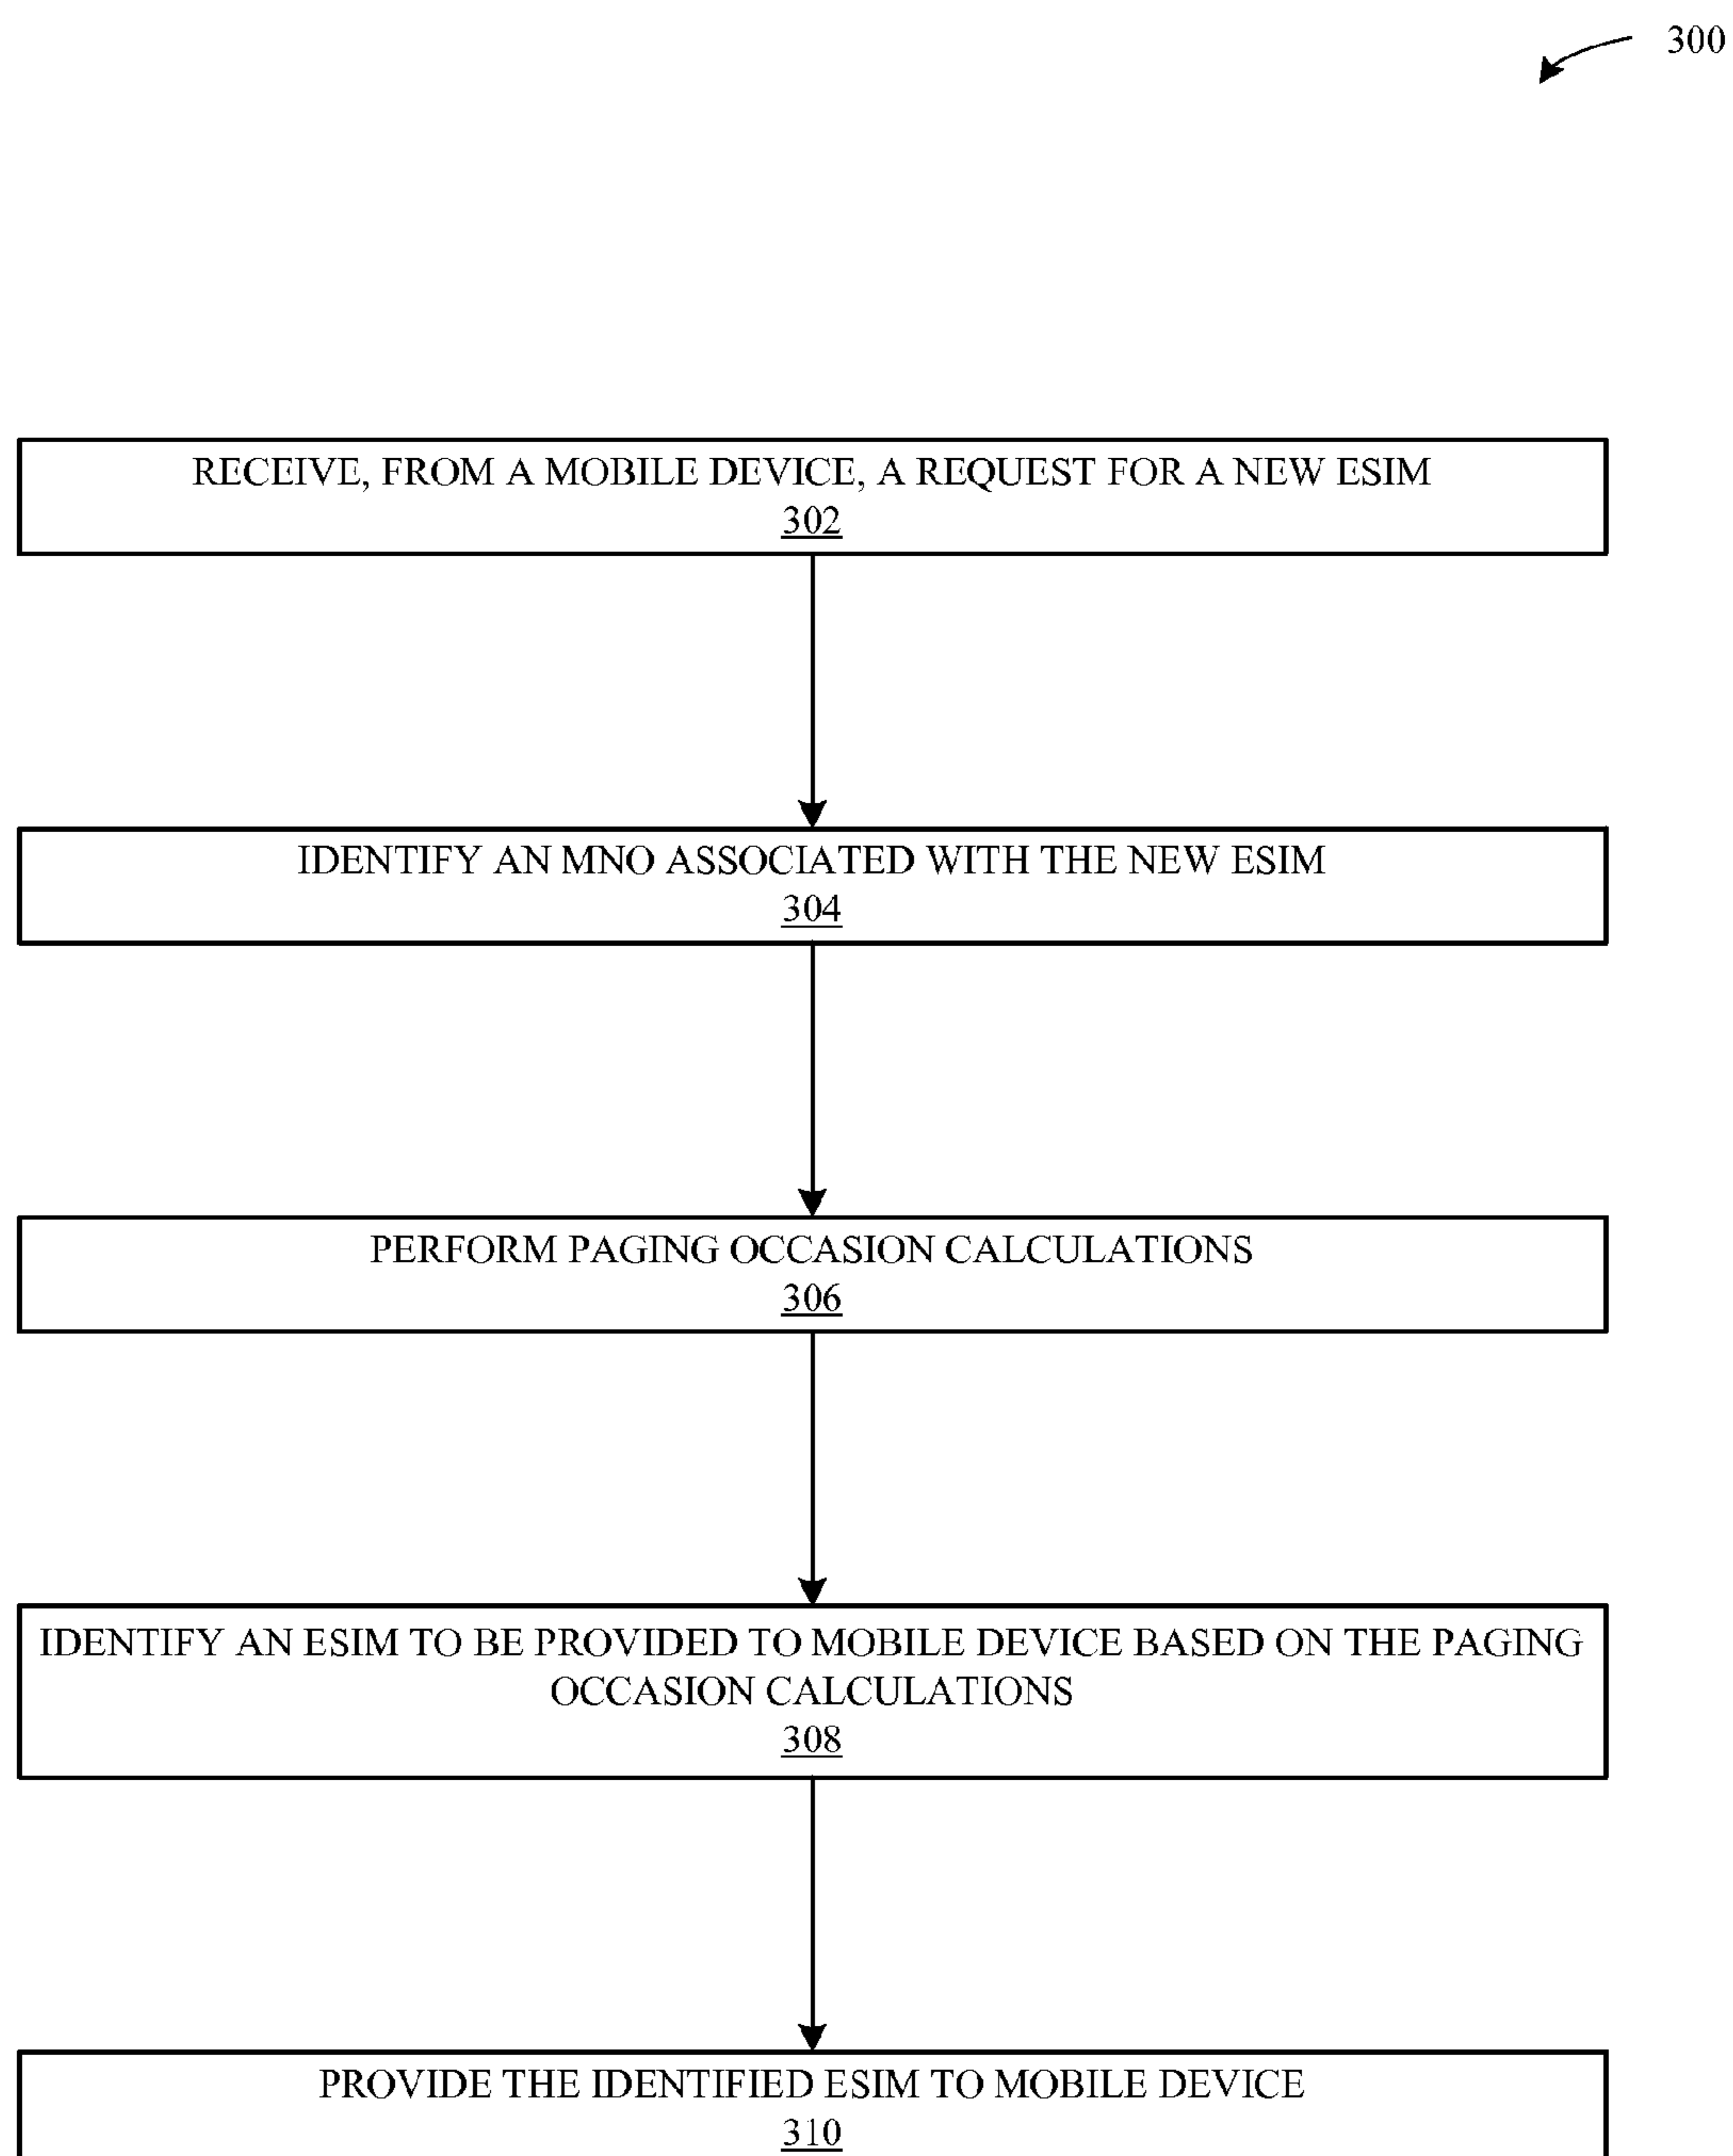 300
RECEIVE, FROM A MOBILE DEVICE, A REQUEST FOR A NEW ESIM
302
IDENTIFY AN MNO ASSOCIATED WITH THE NEW ESIM
304
PERFORM PAGING OCCASION CALCULATIONS
306
IDENTIFY AN ESIM TO BE PROVIDED TO MOBILE DEVICE BASED ON THE PAGING
OCCASION CALCULATIONS
308
PROVIDE THE IDENTIFIED ESIM TO MOBILE DEVICE
310